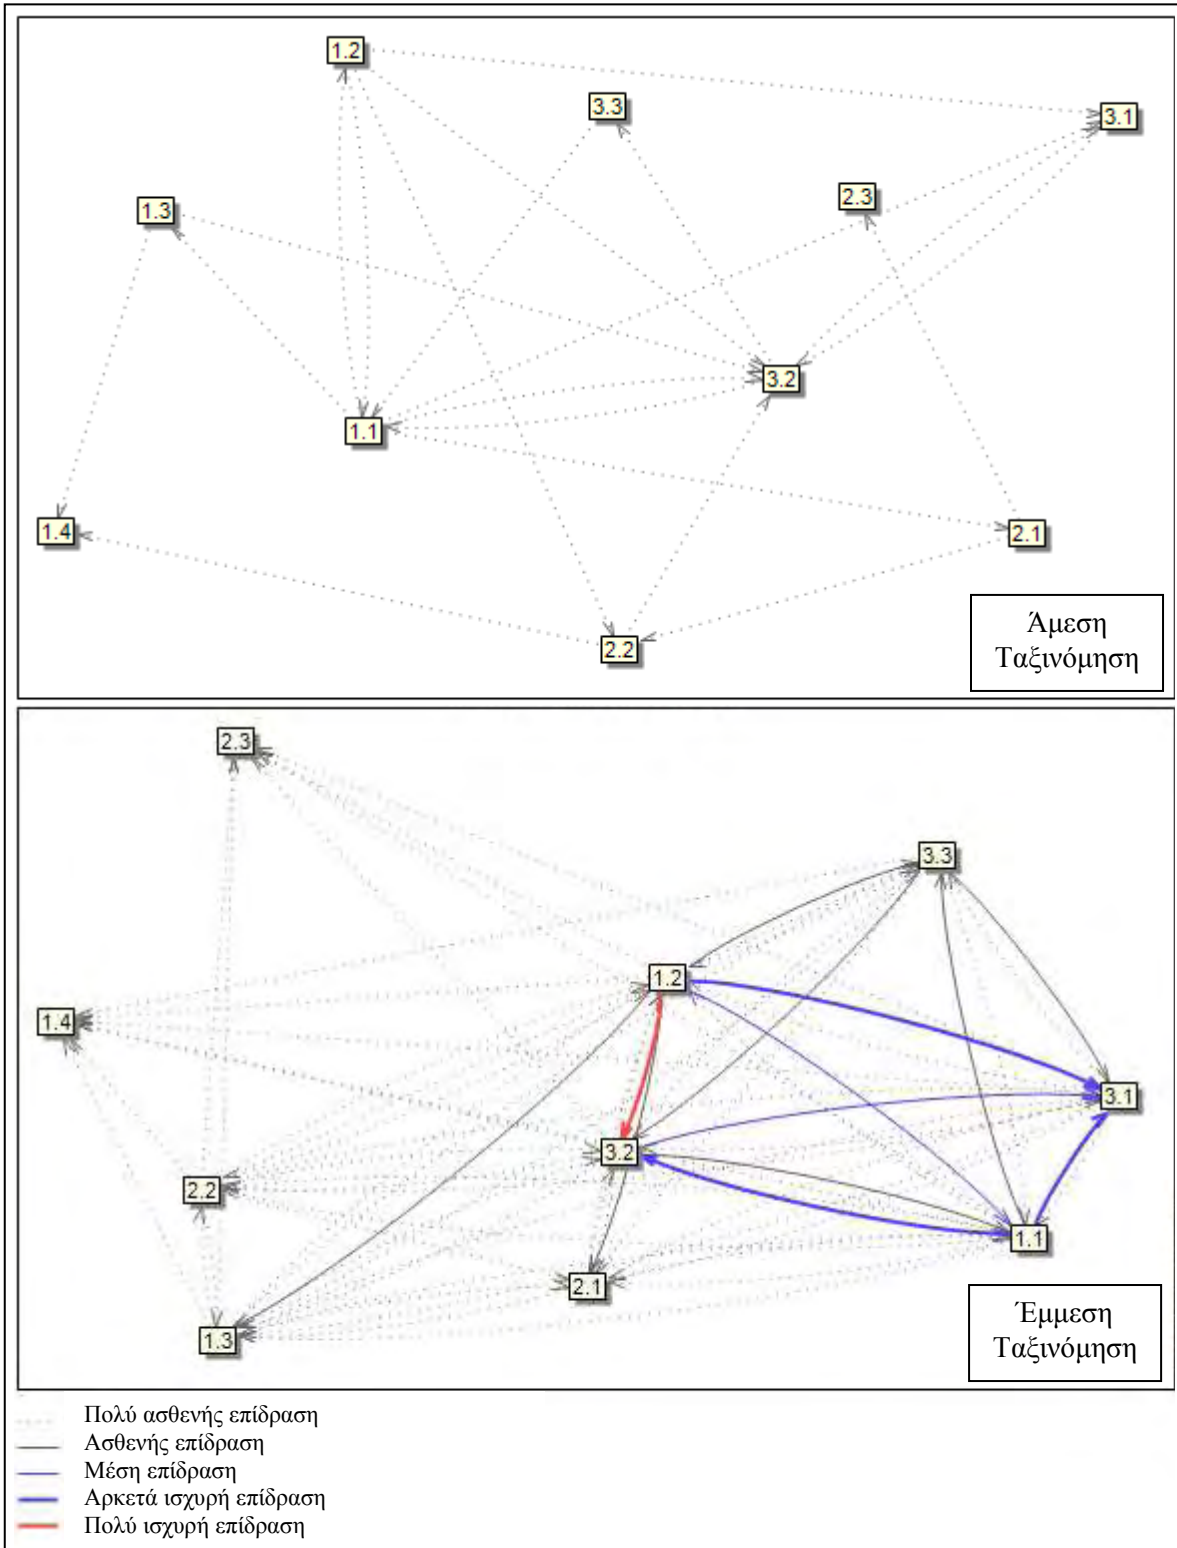 1.2
3.3
3.1
2.3
1.3
3.2
1.1
1.4
2.1
2.2
Άμεση
Ταξινόμηση
2.3
3.3
1.2
1.4
3.1
3.2
2.2
1.1
2.1
1.3
Έμμεση
Ταξινόμηση
Πολύ ασθενής επίδραση
Ασθενής επίδραση
Μέση επίδραση
Αρκετά ισχυρή επίδραση
Πολύ ισχυρή επίδραση